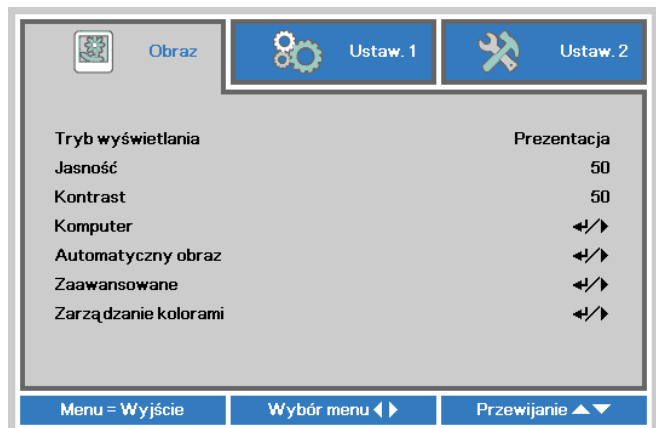 Obraz Ustaw. 1 Ustaw. 2
Tryb wyświetlania Prezentacja
Jasność 50
Kontrast 50
Komputer
Automatyczny obraz
Zaawansowane
Zarządzanie kolorami
Menu = Wyjście Wybór menu Przewijanie